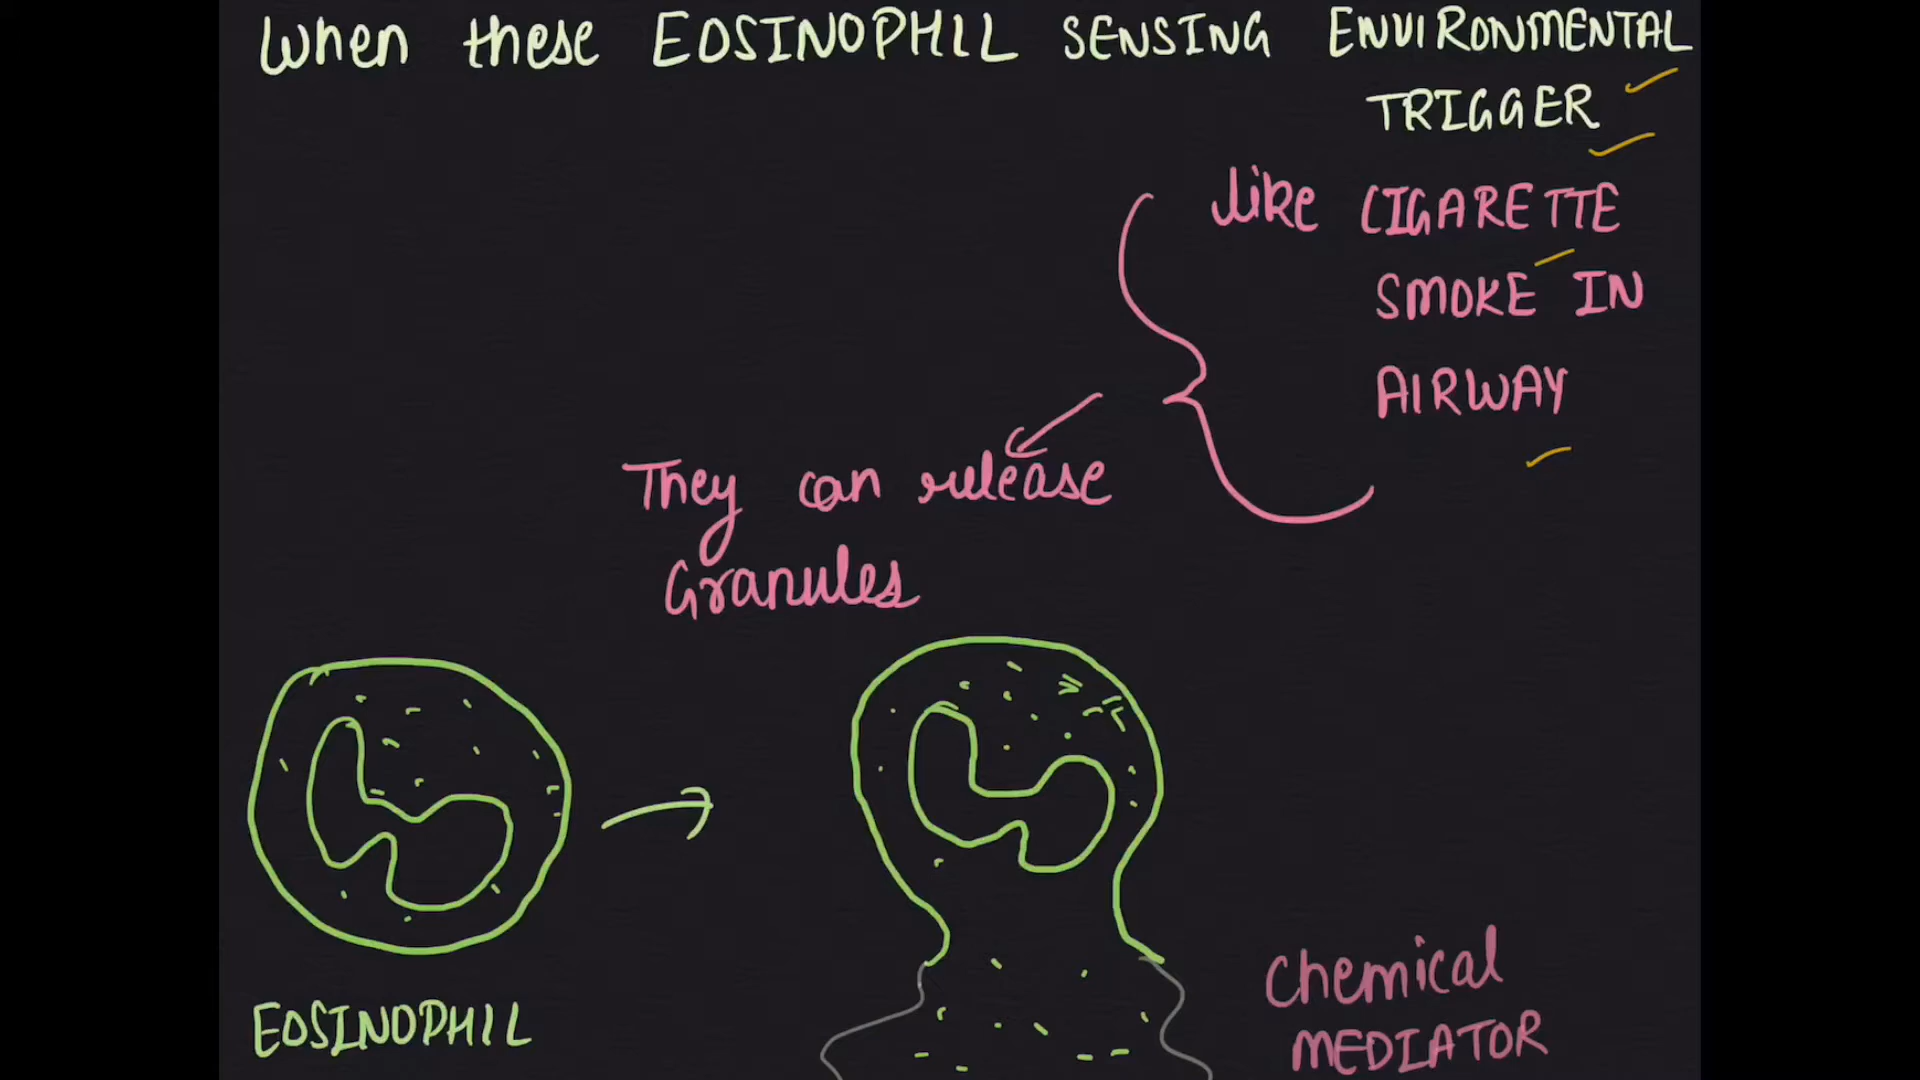 When these EOSINOPHIL SENSING ENVIRONMENTAL
TRIGGER
like CIGARETTE
SMOKE IN
AIRWAY
They can release
Granules
EOSINOPHIL
Chemical
MEDIATOR